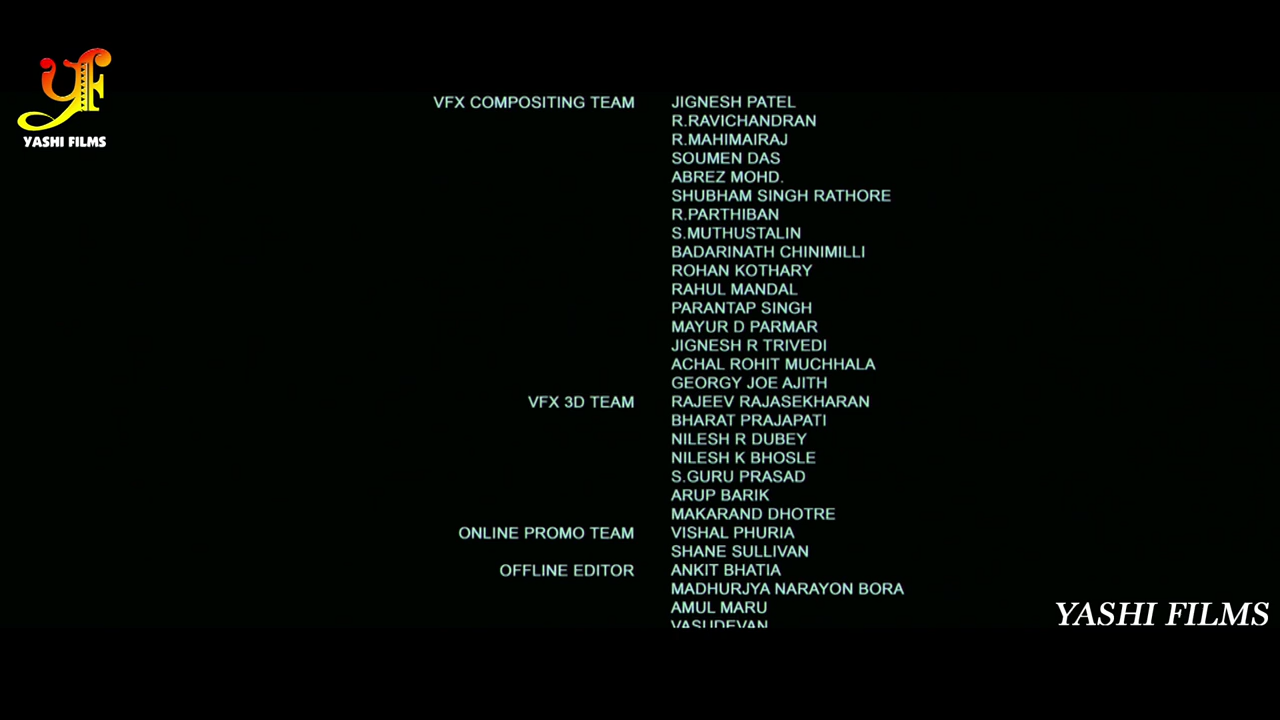 YF
YASHI FILMS
VFX COMPOSITING TEAM JIGNESH PATEL
R.RAVICHANDRAN
R.MAHIMAIRAJ
SOUMEN DAS
ABREZ MOHD.
SHUBHAM SINGH RATHORE
R.PARTHIBAN
S.MUTHUSTALIN
BADARINATH CHINIMILLI
ROHAN KOTHARY
RAHUL MANDAL
PARANTAP SINGH
MAYUR D PARMAR
JIGNESH R TRIVEDI
ACHAL ROHIT MUCHHALA
GEORGY JOE AJITH
VFX 3D TEAM RAJEEV RAJASEKHARAN
BHARAT PRAJAPATI
NILESH R DUBEY
NILESH K BHOSLE
S.GURU PRASAD
ARUP BARIK
MAKARAND DHOTRE
ONLINE PROMO TEAM VISHAL PHURIA
SHANE SULLIVAN
OFFLINE EDITOR ANKIT BHATIA
MADHURJYA NARAYON BORA
AMUL MARU
VASUDEVAN
YASHI FILMS